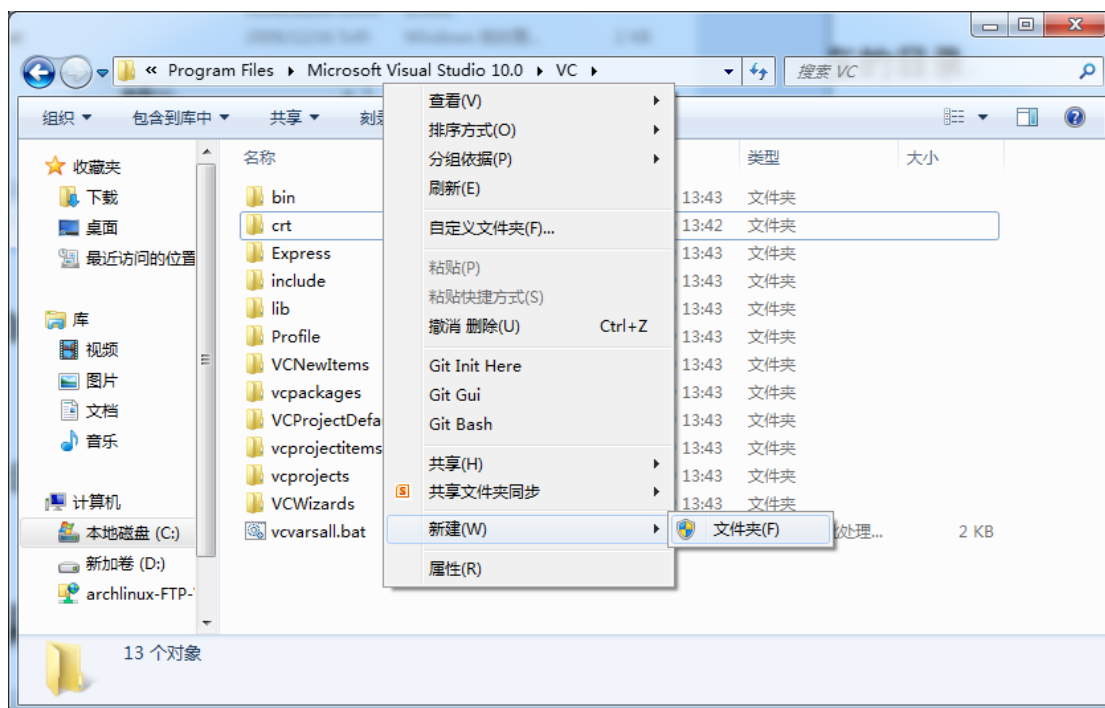 « Program Files ▸ Microsoft Visual Studio 10.0 ▸ VC ▸
搜索 VC
组织 包含到库中 共享
名称 类型 大小
收藏夹
下载
桌面
最近访问的位置
库
视频
图片
文档
音乐
计算机
本地磁盘 (C:)
新加卷 (D:)
archlinux-FTP-
bin 13:43 文件夹
crt 13:42 文件夹
Express 13:43 文件夹
include 13:43 文件夹
lib 13:43 文件夹
Profile 13:43 文件夹
VCNewItems 13:43 文件夹
vcpackages 13:43 文件夹
VCProjectDefa 13:43 文件夹
vcprojectitems 13:43 文件夹
vcprojects 13:43 文件夹
VCWizards 13:43 文件夹
vcvarsall.bat 处理... 2 KB
查看(V)
排序方式(O)
分组依据(P)
刷新(E)
自定义文件夹(F)...
粘贴(P)
粘贴快捷方式(S)
撤消 删除(U) Ctrl+Z
Git Init Here
Git Gui
Git Bash
共享(H)
共享文件夹同步
新建(W)
文件夹(F)
属性(R)
13 个对象